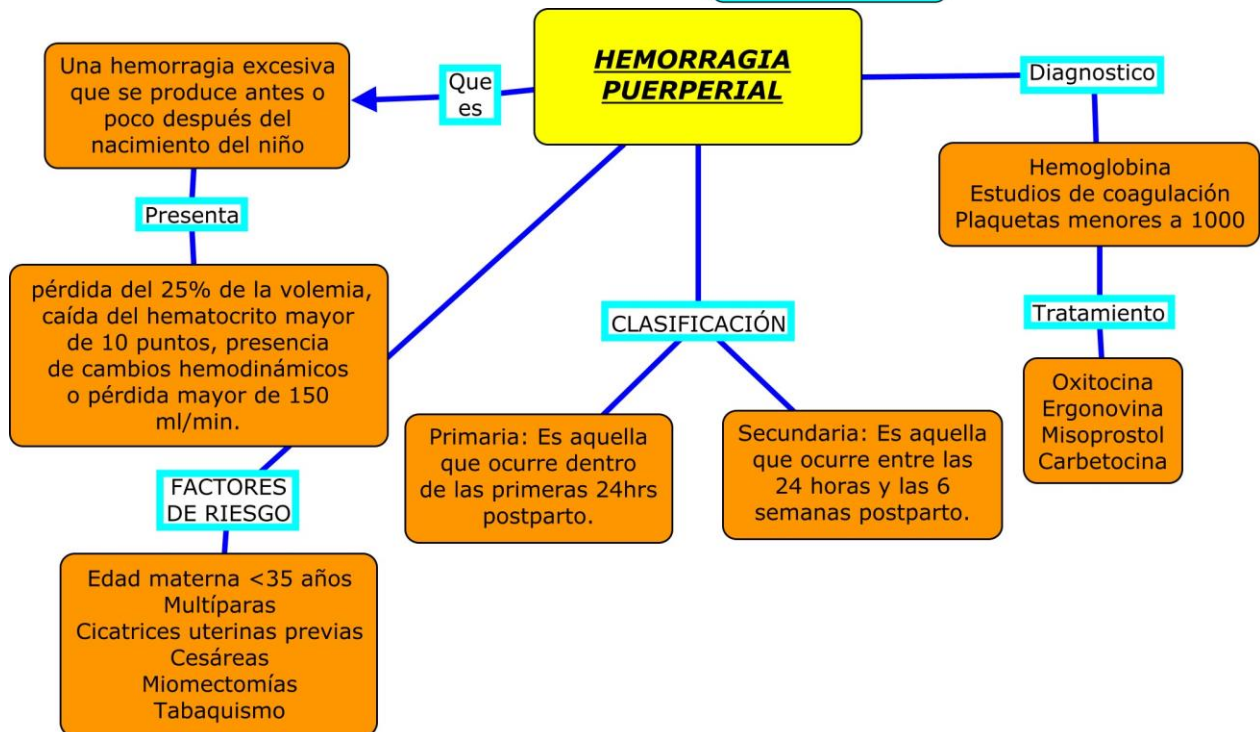 HEMORRAGIA
PUERPERIAL
Que
es
Una hemorragia excesiva
que se produce antes o
poco después del
nacimiento del niño
Presenta
pérdida del 25% de la volemia,
caída del hematocrito mayor
de 10 puntos, presencia
de cambios hemodinámicos
o pérdida mayor de 150
ml/min.
FACTORES
DE RIESGO
Edad materna <35 años
Multíparas
Cicatrices uterinas previas
Cesáreas
Miomectomías
Tabaquismo
CLASIFICACIÓN
Primaria: Es aquella
que ocurre dentro
de las primeras 24hrs
postparto.
Secundaria: Es aquella
que ocurre entre las
24 horas y las 6
semanas postparto.
Diagnostico
Hemoglobina
Estudios de coagulación
Plaquetas menores a 1000
Tratamiento
Oxitocina
Ergonovina
Misoprostol
Carbetocina